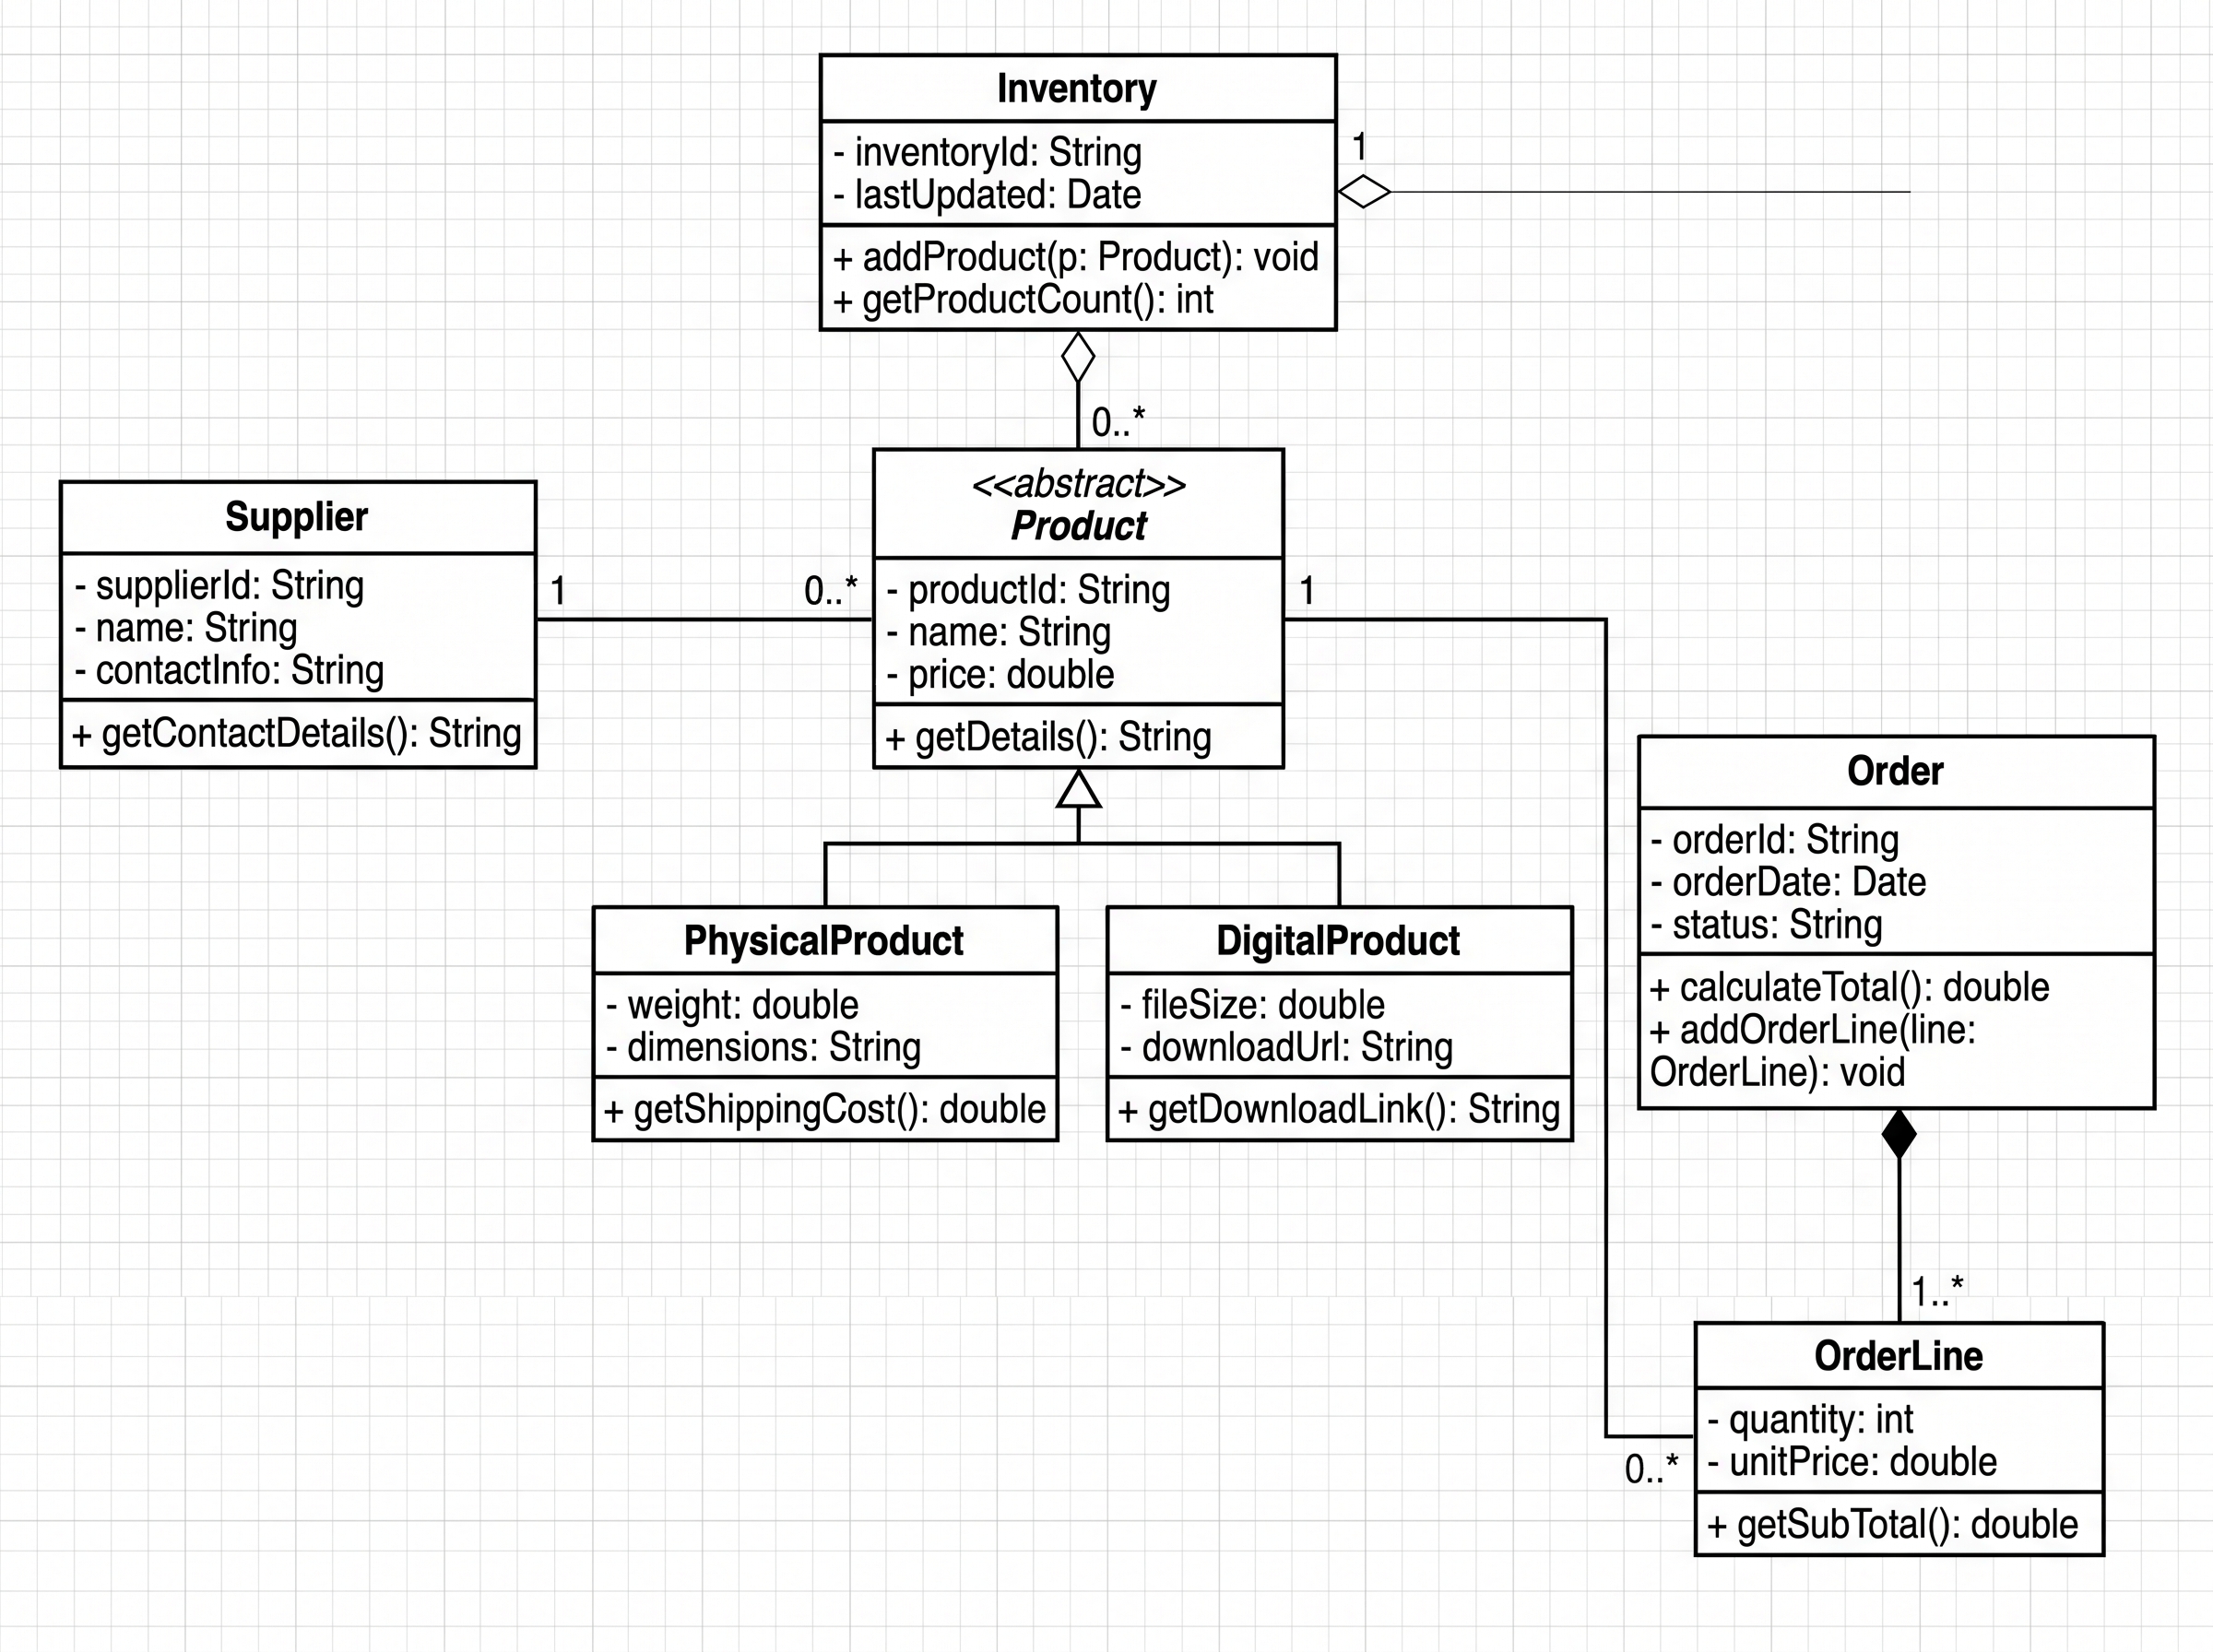 Inventory
- inventoryId: String
- lastUpdated: Date
+ addProduct(p: Product): void
+ getProductCount(): int
1
0..*
Supplier
- supplierId: String
- name: String
- contactInfo: String
+ getContactDetails(): String
1
0..*
<<abstract>>
Product
- productId: String
- name: String
- price: double
+ getDetails(): String
1
PhysicalProduct
- weight: double
- dimensions: String
+ getShippingCost(): double
DigitalProduct
- fileSize: double
- downloadUrl: String
+ getDownloadLink(): String
Order
- orderId: String
- orderDate: Date
- status: String
+ calculateTotal(): double
+ addOrderLine(line:
OrderLine): void
1..*
0..*
OrderLine
- quantity: int
- unitPrice: double
+ getSubTotal(): double